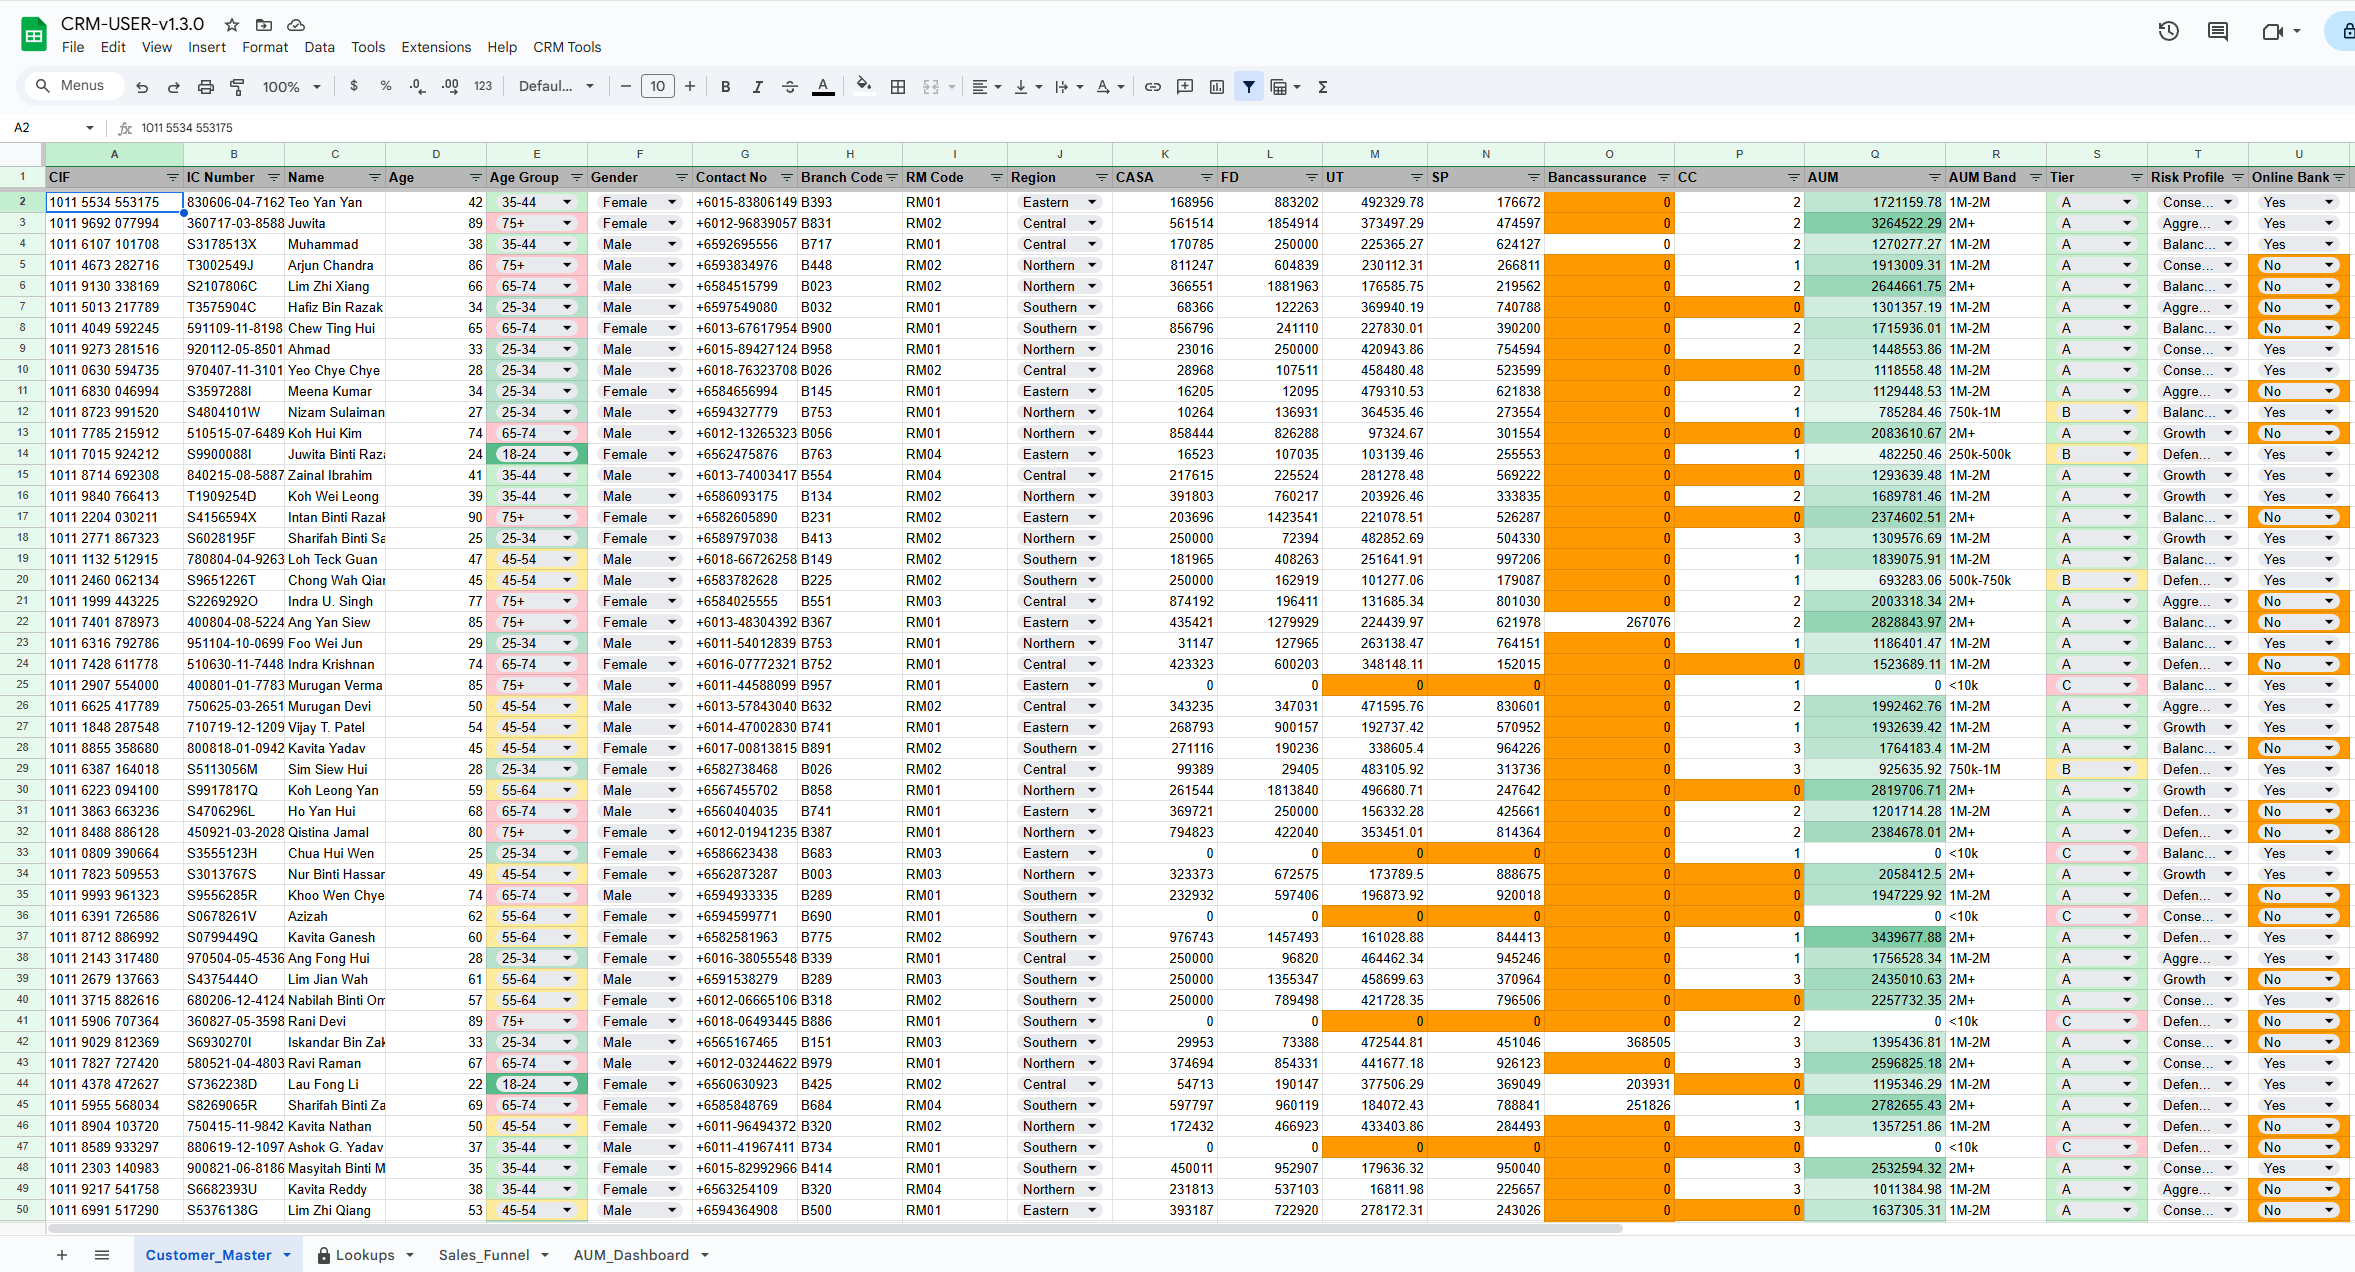 CRM-USER-v1.3.0
File Edit View Insert Format Data Tools Extensions Help CRM Tools
Menus 100% $ % .0 .00 123 Defaul... 10 B I A Σ
A2 fx 1011 5534 553175
A B C D E F G H I J K L M N O P Q R S T U
1 CIF IC Number Name Age Age Group Gender Contact No Branch Code RM Code Region CASA FD UT SP Bancassurance CC AUM AUM Band Tier Risk Profile Online Bank
2 1011 5534 553175 830606-04-7162 Teo Yan Yan 42 35-44 Female +6015-83806149 B393 RM01 Eastern 168956 883202 492329.78 176672 0 2 1721159.78 1M-2M A Conse... Yes
3 1011 9692 077994 360717-03-8588 Juwita 89 75+ Female +6012-96839057 B831 RM02 Central 561514 1854914 373497.29 474597 0 2 3264522.29 2M+ A Aggre... Yes
4 1011 6107 101708 S3178513X Muhammad 38 35-44 Male +6592695556 B717 RM01 Central 170785 250000 225365.27 624127 0 2 1270277.27 1M-2M A Balanc... Yes
5 1011 4673 282716 T3002549J Arjun Chandra 86 75+ Male +6593834976 B448 RM02 Northern 811247 604839 230112.31 266811 0 1 1913009.31 1M-2M A Conse... No
6 1011 9130 338169 S2107806C Lim Zhi Xiang 66 65-74 Male +6584515799 B023 RM02 Northern 366551 1881963 176585.75 219562 0 2 2644661.75 2M+ A Balanc... No
7 1011 5013 217789 T3575904C Hafiz Bin Razak 34 25-34 Male +6597549080 B032 RM01 Southern 68366 122263 369940.19 740788 0 0 1301357.19 1M-2M A Aggre... No
8 1011 4049 592245 591109-11-8198 Chew Ting Hui 65 65-74 Female +6013-67617954 B900 RM01 Southern 856796 241110 227830.01 390200 0 2 1715936.01 1M-2M A Balanc... No
9 1011 9273 281516 920112-05-8501 Ahmad 33 25-34 Male +6015-89427124 B958 RM01 Northern 23016 250000 420943.86 754594 0 2 1448553.86 1M-2M A Conse... Yes
10 1011 0630 594735 970407-11-3101 Yeo Chye Chye 28 25-34 Male +6018-76323708 B026 RM02 Central 28968 107511 458480.48 523599 0 0 1118558.48 1M-2M A Conse... Yes
11 1011 6830 046994 S3597288I Meena Kumar 34 25-34 Female +6584656994 B145 RM01 Eastern 16205 12095 479310.53 621838 0 2 1129448.53 1M-2M A Aggre... No
12 1011 8723 991520 S4804101W Nizam Sulaiman 27 25-34 Male +6594327779 B753 RM01 Northern 10264 136931 364535.46 273554 0 1 785284.46 750k-1M B Balanc... Yes
13 1011 7785 215912 510515-07-6489 Koh Hui Kim 74 65-74 Male +6012-13265323 B056 RM01 Northern 858444 826288 97324.67 301554 0 0 2083610.67 2M+ A Growth No
14 1011 7015 924212 S9900088I Juwita Binti Raza 24 18-24 Female +6562475876 B763 RM04 Eastern 16523 107035 103139.46 255553 0 1 482250.46 250k-500k B Defen... Yes
15 1011 8714 692308 840215-08-5887 Zainal Ibrahim 41 35-44 Male +6013-74003417 B554 RM04 Central 217615 225524 281278.48 569222 0 0 1293639.48 1M-2M A Growth Yes
16 1011 9840 766413 T1909254D Koh Wei Leong 39 35-44 Male +6586093175 B134 RM02 Northern 391803 760217 203926.46 333835 0 2 1689781.46 1M-2M A Growth Yes
17 1011 2204 030211 S4156594X Intan Binti Razak 90 75+ Female +6582605890 B231 RM02 Eastern 203696 1423541 221078.51 526287 0 0 2374602.51 2M+ A Balanc... No
18 1011 2771 867323 S6028195F Sharifah Binti Sa 25 25-34 Female +6589797038 B413 RM02 Northern 250000 72394 482852.69 504330 0 3 1309576.69 1M-2M A Growth Yes
19 1011 1132 512915 780804-04-9263 Loh Teck Guan 47 45-54 Male +6018-66726258 B149 RM02 Southern 181965 408263 251641.91 997206 0 1 1839075.91 1M-2M A Balanc... Yes
20 1011 2460 062134 S9651226T Chong Wah Qiar 45 45-54 Male +6583782628 B225 RM02 Southern 250000 162919 101277.06 179087 0 1 693283.06 500k-750k B Defen... Yes
21 1011 1999 443225 S2269292O Indra U. Singh 77 75+ Female +6584025555 B551 RM03 Central 874192 196411 131685.34 801030 0 2 2003318.34 2M+ A Aggre... No
22 1011 7401 878973 400804-08-5224 Ang Yan Siew 85 75+ Female +6013-48304392 B367 RM01 Eastern 435421 1279929 224439.97 621978 267076 2 2828843.97 2M+ A Balanc... No
23 1011 6316 792786 951104-10-0699 Foo Wei Jun 29 25-34 Male +6011-54012839 B753 RM01 Northern 31147 127965 263138.47 764151 0 1 1186401.47 1M-2M A Balanc... Yes
24 1011 7428 611778 510630-11-7448 Indra Krishnan 74 65-74 Female +6016-07772321 B752 RM01 Central 423323 600203 348148.11 152015 0 0 1523689.11 1M-2M A Defen... No
25 1011 2907 554000 400801-01-7783 Murugan Verma 85 75+ Male +6011-44588099 B957 RM01 Eastern 0 0 0 0 0 1 0 <10k C Balanc... Yes
26 1011 6625 417789 750625-03-2651 Murugan Devi 50 45-54 Male +6013-57843040 B632 RM02 Central 343235 347031 471595.76 830601 0 2 1992462.76 1M-2M A Aggre... Yes
27 1011 1848 287548 710719-12-1209 Vijay T. Patel 54 45-54 Male +6014-47002830 B741 RM01 Eastern 268793 900157 192737.42 570952 0 1 1932639.42 1M-2M A Growth Yes
28 1011 8855 358680 800818-01-0942 Kavita Yadav 45 45-54 Female +6017-00813815 B891 RM02 Southern 271116 190236 338605.4 964226 0 3 1764183.4 1M-2M A Balanc... No
29 1011 6387 164018 S5113056M Sim Siew Hui 28 25-34 Female +6582738468 B026 RM02 Central 99389 29405 483105.92 313736 0 3 925635.92 750k-1M B Defen... Yes
30 1011 6223 094100 S9917817Q Koh Leong Yan 59 55-64 Male +6567455702 B858 RM01 Northern 261544 1813840 496680.71 247642 0 0 2819706.71 2M+ A Growth Yes
31 1011 3863 663236 S4706296L Ho Yan Hui 68 65-74 Male +6560404035 B741 RM01 Eastern 369721 250000 156332.28 425661 0 2 1201714.28 1M-2M A Defen... No
32 1011 8488 886128 450921-03-2028 Qistina Jamal 80 75+ Female +6012-01941235 B387 RM01 Northern 794823 422040 353451.01 814364 0 2 2384678.01 2M+ A Defen... No
33 1011 0809 390664 S3555123H Chua Hui Wen 25 25-34 Female +6586623438 B683 RM03 Eastern 0 0 0 0 0 1 0 <10k C Balanc... Yes
34 1011 7823 509553 S3013767S Nur Binti Hassar 49 45-54 Female +6562873287 B003 RM03 Northern 323373 672575 173789.5 888675 0 0 2058412.5 2M+ A Growth Yes
35 1011 9993 961323 S9556285R Khoo Wen Chye 74 65-74 Male +6594933335 B289 RM01 Southern 232932 597406 196873.92 920018 0 0 1947229.92 1M-2M A Defen... No
36 1011 6391 726586 S0678261V Azizah 62 55-64 Female +6594599771 B690 RM01 Southern 0 0 0 0 0 0 0 <10k C Conse... No
37 1011 8712 886992 S0799449Q Kavita Ganesh 60 55-64 Female +6582581963 B775 RM02 Southern 976743 1457493 161028.88 844413 0 1 3439677.88 2M+ A Defen... Yes
38 1011 2143 317480 970504-05-4536 Ang Fong Hui 28 25-34 Female +6016-38055548 B339 RM01 Central 250000 96820 464462.34 945246 0 1 1756528.34 1M-2M A Aggre... Yes
39 1011 2679 137663 S4375444O Lim Jian Wah 61 55-64 Male +6591538279 B289 RM03 Southern 250000 1355347 458699.63 370964 0 3 2435010.63 2M+ A Growth No
40 1011 3715 882616 680206-12-4124 Nabilah Binti Om 57 55-64 Female +6012-06665106 B318 RM02 Southern 250000 789498 421728.35 796506 0 0 2257732.35 2M+ A Conse... Yes
41 1011 5906 707364 360827-05-3598 Rani Devi 89 75+ Female +6018-06493445 B886 RM01 Southern 0 0 0 0 0 2 0 <10k C Defen... No
42 1011 9029 812369 S6930270I Iskandar Bin Zak 33 25-34 Female +6565167465 B151 RM03 Southern 29953 73388 472544.81 451046 368505 3 1395436.81 1M-2M A Conse... No
43 1011 7827 727420 580521-04-4803 Ravi Raman 67 65-74 Male +6012-03244622 B979 RM01 Northern 374694 854331 441677.18 926123 0 3 2596825.18 2M+ A Conse... Yes
44 1011 4378 472627 S7362238D Lau Fong Li 22 18-24 Female +6560630923 B425 RM02 Central 54713 190147 377506.29 369049 203931 0 1195346.29 1M-2M A Defen... Yes
45 1011 5955 568034 S8269065R Sharifah Binti Za 69 65-74 Female +6585848769 B684 RM04 Southern 597797 960119 184072.43 788841 251826 1 2782655.43 2M+ A Defen... Yes
46 1011 8904 103720 750415-11-9842 Kavita Nathan 50 45-54 Female +6011-96494372 B320 RM02 Northern 172432 466923 433403.86 284493 0 3 1357251.86 1M-2M A Defen... No
47 1011 8589 933297 880619-12-1097 Ashok G. Yadav 37 35-44 Male +6011-41967411 B734 RM01 Southern 0 0 0 0 0 0 0 <10k C Defen... No
48 1011 2303 140983 900821-06-8186 Masyitah Binti M 35 35-44 Female +6015-82992966 B414 RM01 Southern 450011 952907 179636.32 950040 0 3 2532594.32 2M+ A Conse... Yes
49 1011 9217 541758 S6682393U Kavita Reddy 38 35-44 Female +6563254109 B320 RM04 Northern 231813 537103 16811.98 225657 0 3 1011384.98 1M-2M A Aggre... No
50 1011 6991 517290 S5376138G Lim Zhi Qiang 53 45-54 Male +6594364908 B500 RM01 Eastern 393187 722920 278172.31 243026 0 0 1637305.31 1M-2M A Conse... No
Customer_Master Lookups Sales_Funnel AUM_Dashboard